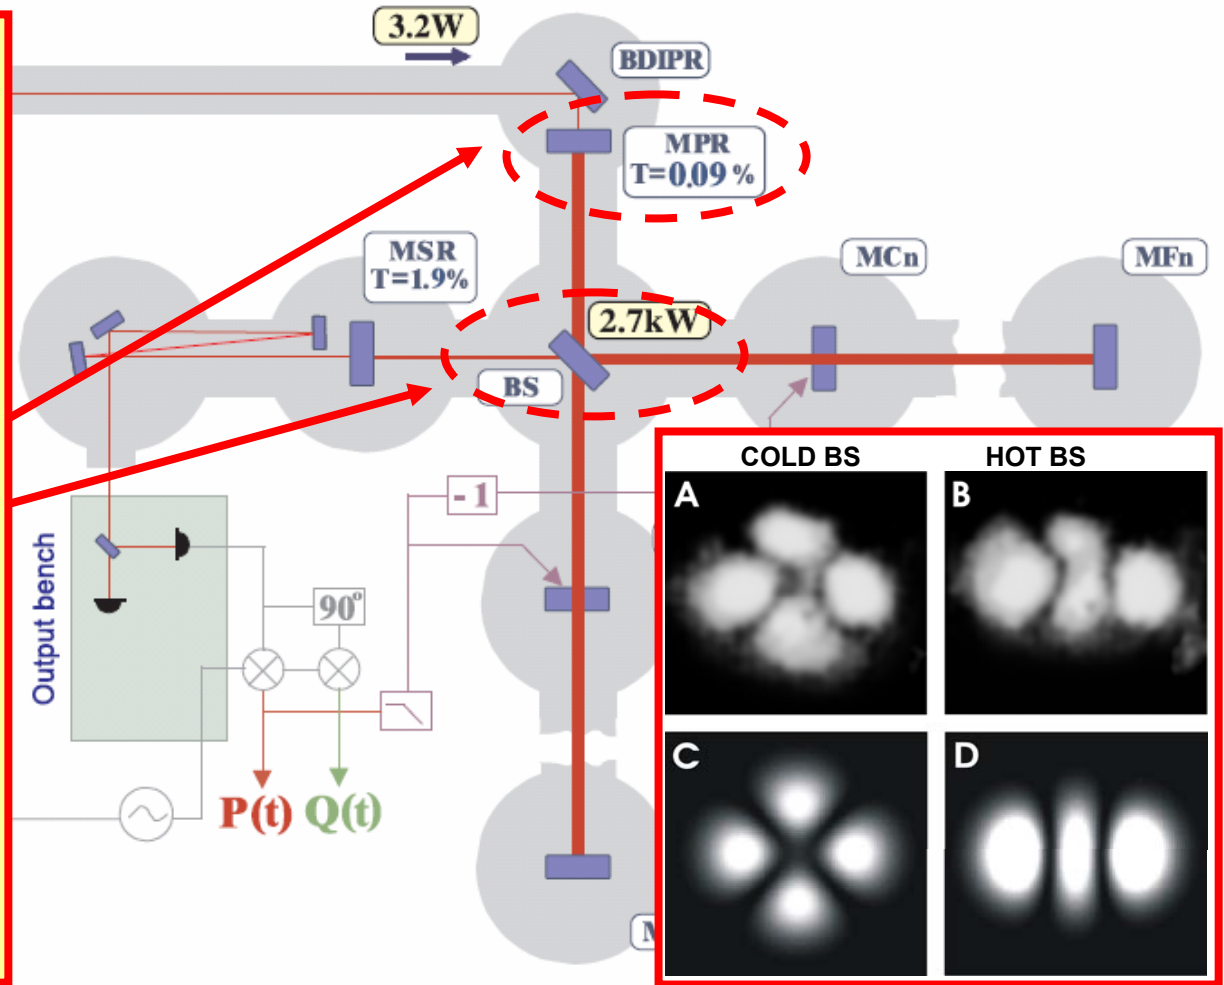 3.2W
BDIPR
MPR
T=0.09 %
MSR
T=1.9%
MCn
MFn
2.7kW
BS
COLD BS
HOT BS
A
B
- 1
90°
Output bench
C
D
P(t)
Q(t)